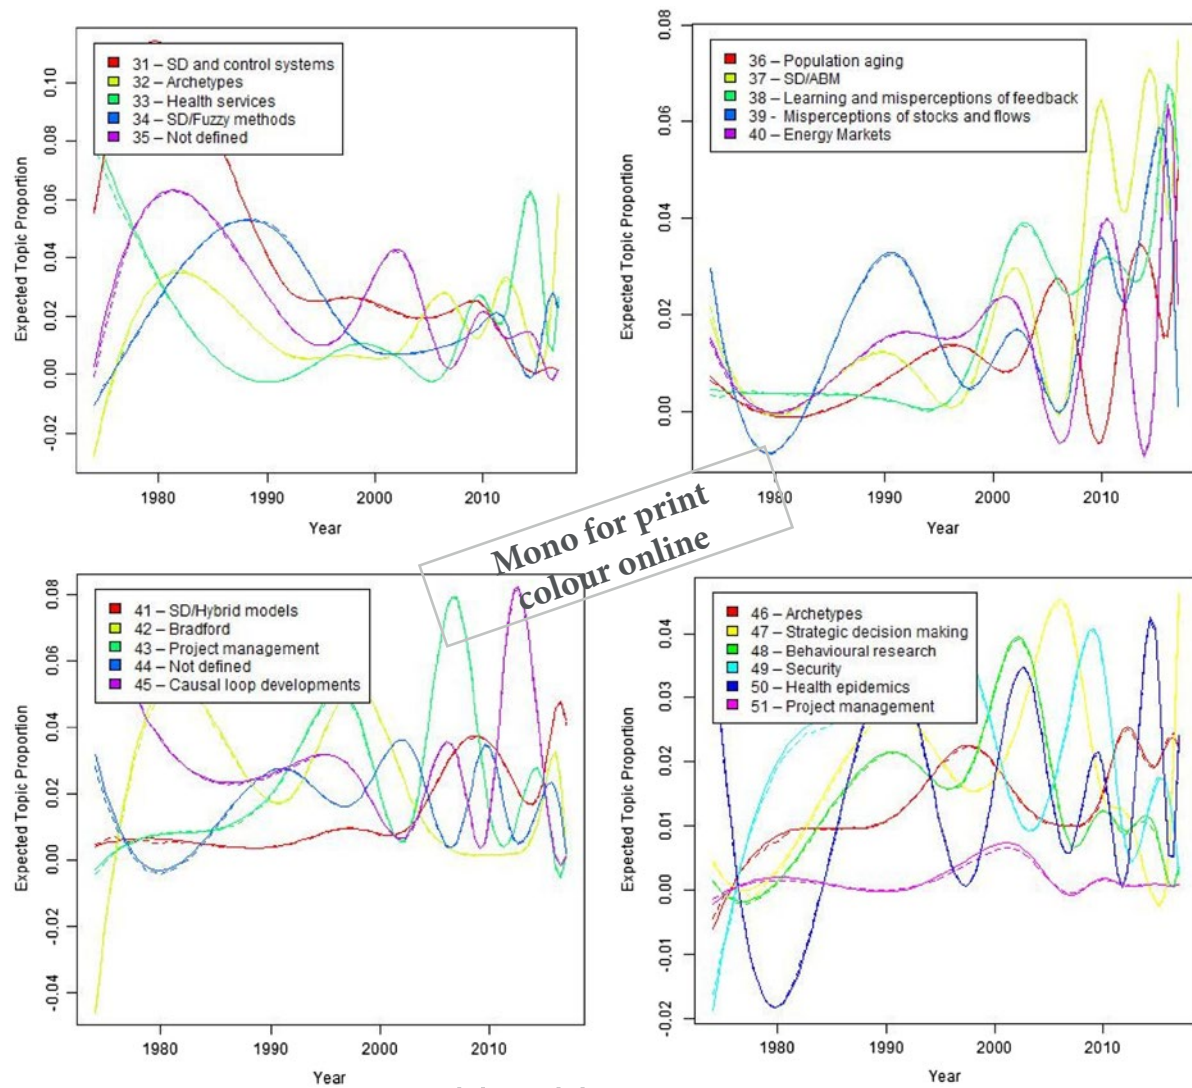 31 – SD and control systems
32 – Archetypes
33 – Health services
34 – SD/Fuzzy methods
35 – Not defined
Expected Topic Proportion
0.10
0.08
0.06
0.04
0.02
0.00
-0.02
1980 1990 2000 2010
Year
36 – Population aging
37 – SD/ABM
38 – Learning and misperceptions of feedback
39 - Misperceptions of stocks and flows
40 – Energy Markets
Expected Topic Proportion
0.08
0.06
0.04
0.02
0.00
1980 1990 2000 2010
Year
Mono for print
colour online
41 – SD/Hybrid models
42 – Bradford
43 – Project management
44 – Not defined
45 – Causal loop developments
Expected Topic Proportion
0.08
0.06
0.04
0.02
0.00
-0.02
-0.04
1980 1990 2000 2010
Year
46 – Archetypes
47 – Strategic decision making
48 – Behavioural research
49 – Security
50 – Health epidemics
51 – Project management
Expected Topic Proportion
0.04
0.03
0.02
0.01
0.00
-0.01
-0.02
1980 1990 2000 2010
Year